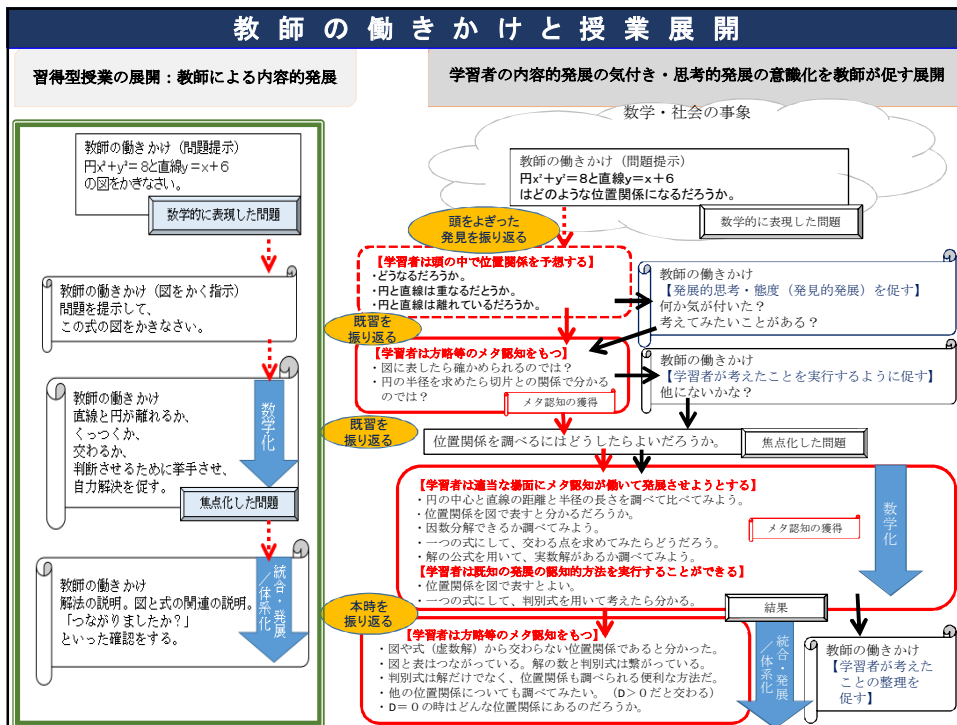 教師の働きかけと授業展開
習得型授業の展開：教師による内容的発展
教師の働きかけ（問題提示）
円x²+y²＝8と直線y＝x＋6
の図をかきなさい。
数学的に表現した問題
教師の働きかけ（図をかく指示）
問題を提示して、
この式の図をかきなさい。
教師の働きかけ
直線と円が離れるか、
くっつくか、
交わるか、
判断させるために挙手させ、
自力解決を促す。
数学化
焦点化した問題
教師の働きかけ
解法の説明。図と式の関連の説明。
「つながりましたか？」
といった確認をする。
統合・発展
／体系化
学習者の内容的発展の気付き・思考的発展の意識化を教師が促す展開
数学・社会の事象
教師の働きかけ（問題提示）
円x²+y²＝8と直線y＝x＋6
はどのような位置関係になるだろうか。
数学的に表現した問題
頭をよぎった
発見を振り返る
【学習者は頭の中で位置関係を予想する】
・どうなるだろうか。
・円と直線は重なるだとうか。
・円と直線は離れているだろうか。
教師の働きかけ
【発展的思考・態度（発見的発展）を促す】
何か気が付いた？
考えてみたいことがある？
既習を
振り返る
【学習者は方略等のメタ認知をもつ】
・図に表したら確かめられるのでは？
・円の半径を求めたら切片との関係で分かる
のでは？
メタ認知の獲得
教師の働きかけ
【学習者が考えたことを実行するように促す】
他にないかな？
既習を
振り返る
位置関係を調べるにはどうしたらよいだろうか。
焦点化した問題
【学習者は適当な場面にメタ認知が働いて発展させようとする】
・円の中心と直線の距離と半径の長さを調べて比べてみよう。
・位置関係を図で表すと分かるだろうか。
・因数分解できるか調べてみよう。
・一つの式にして、交わる点を求めてみたらどうだろう。
・解の公式を用いて、実数解があるか調べてみよう。
【学習者は既知の発展の認知的方法を実行することができる】
・位置関係を図で表すとよい。
・一つの式にして、判別式を用いて考えたら分かる。
メタ認知の獲得
数学化
結果
本時を
振り返る
【学習者は方略等のメタ認知をもつ】
・図や式（虚数解）から交わらない位置関係であると分かった。
・図と表はつながっている。解の数と判別式は繋がっている。
・判別式は解だけでなく、位置関係も調べられる便利な方法だ。
・他の位置関係についても調べてみたい。（D＞0だと交わる）
・D＝0の時はどんな位置関係にあるのだろうか。
統合・発展
／体系化
教師の働きかけ
【学習者が考えた
ことの整理を
促す】